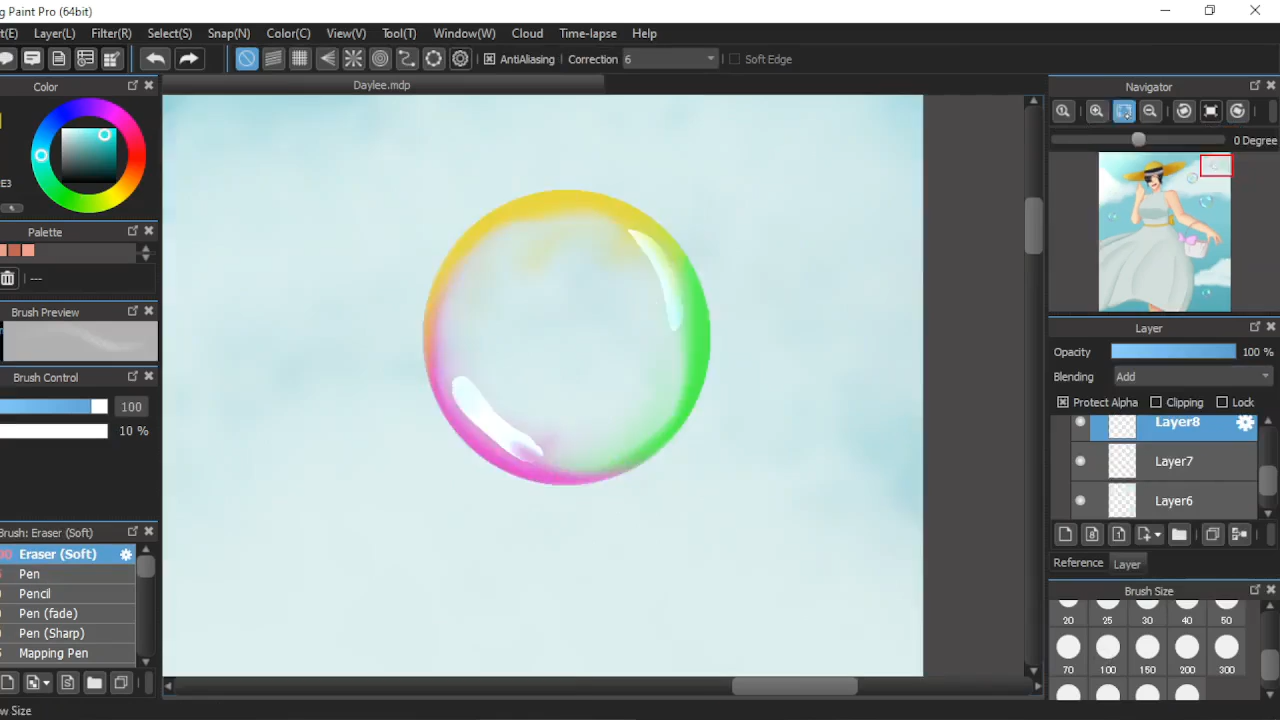 g Paint Pro (64bit)
t(E) Layer(L) Filter(R) Select(S) Snap(N) Color(C) View(V) Tool(T) Window(W) Cloud Time-lapse Help
AntiAliasing Correction 6 Soft Edge
Color
Daylee.mdp
Navigator
0 Degree
E3
Palette
---
Brush Preview
Layer
Opacity 100 %
Brush Control
Blending Add
100
Protect Alpha Clipping Lock
10 %
Layer8
Layer7
Layer6
Brush: Eraser (Soft)
Eraser (Soft)
Pen
Pencil
Pen (fade)
Pen (Sharp)
Mapping Pen
Reference Layer
Brush Size
20 25 30 40 50
70 100 150 200 300
w Size